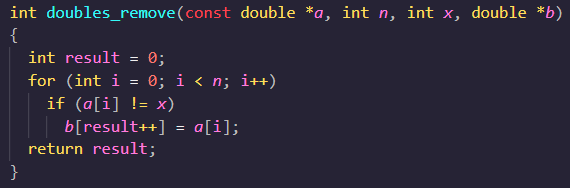 int doubles_remove(const double *a, int n, int x, double *b)
{
  int result = 0;
  for (int i = 0; i < n; i++)
    if (a[i] != x)
      b[result++] = a[i];
  return result;
}